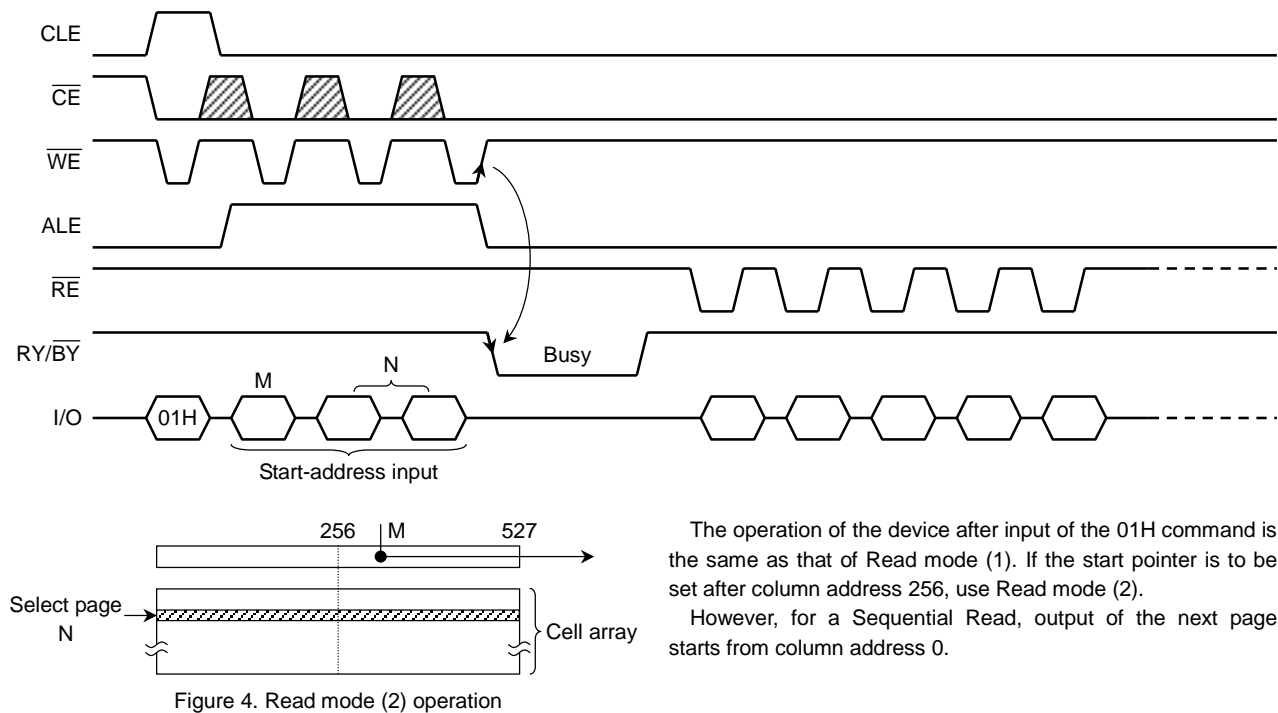 CLE
CE
WE
ALE
RE
RY/BY
Busy
M
N
I/O
01H
Start-address input
256
M
527
Select page
N
Cell array
Figure 4. Read mode (2) operation
The operation of the device after input of the 01H command is
the same as that of Read mode (1). If the start pointer is to be
set after column address 256, use Read mode (2).
However, for a Sequential Read, output of the next page
starts from column address 0.